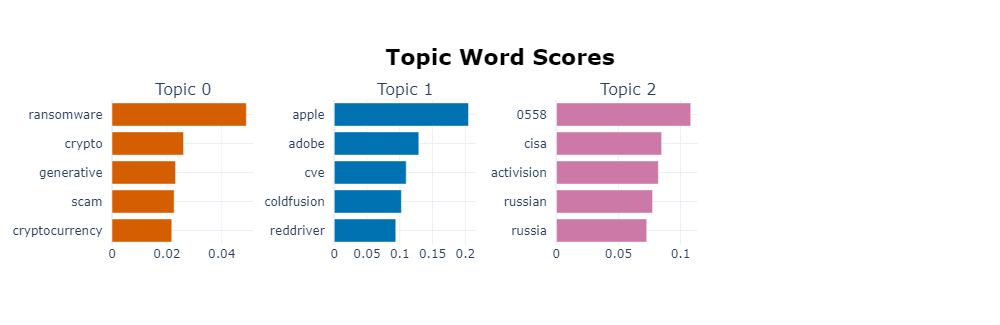 Topic Word Scores
Topic 0
ransomware
crypto
generative
scam
cryptocurrency
0 0.02 0.04
Topic 1
apple
adobe
cve
coldfusion
reddriver
0 0.05 0.1 0.15 0.2
Topic 2
0558
cisa
activision
russian
russia
0 0.05 0.1